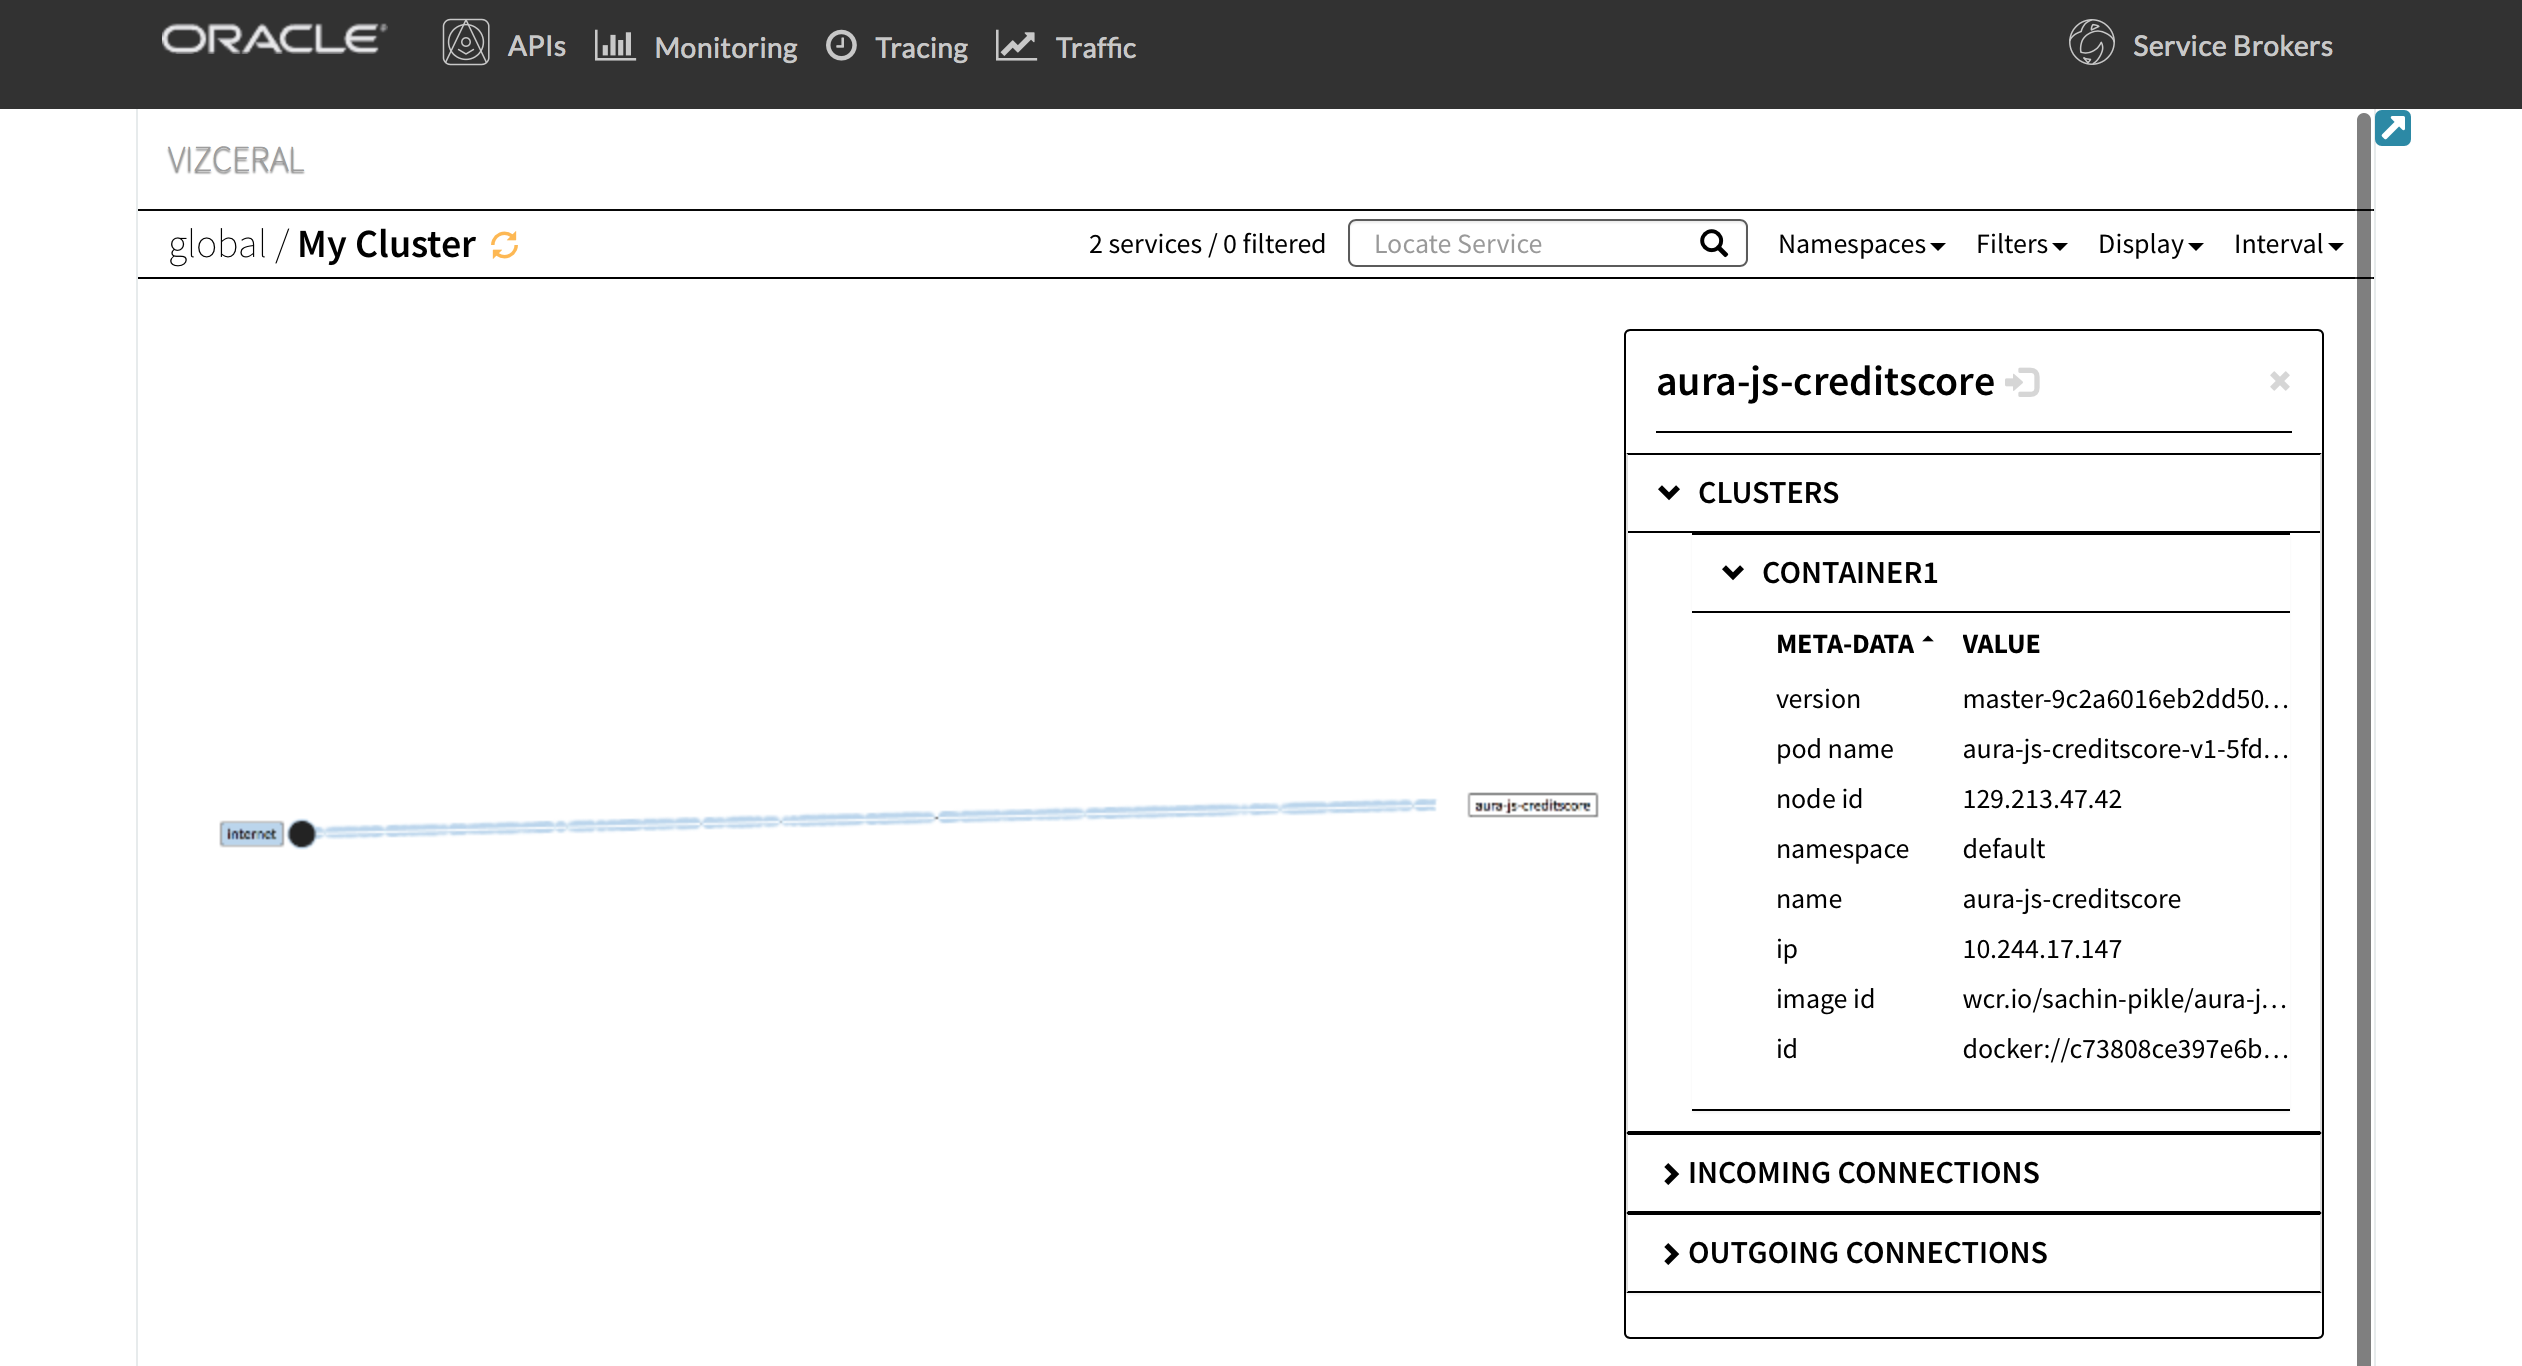 ORACLE APIs Monitoring Tracing Traffic Service Brokers
VIZCERAL
global / My Cluster 2 services / 0 filtered Locate Service Namespaces Filters Display Interval
aura-js-creditscore
CLUSTERS
CONTAINER1
META-DATA VALUE
version master-9c2a6016eb2dd50...
pod name aura-js-creditscore-v1-5fd...
node id 129.213.47.42
namespace default
name aura-js-creditscore
ip 10.244.17.147
image id wcr.io/sachin-pikle/aura-j...
id docker://c73808ce397e6b...
INCOMING CONNECTIONS
OUTGOING CONNECTIONS
internet
aura-js-creditscore